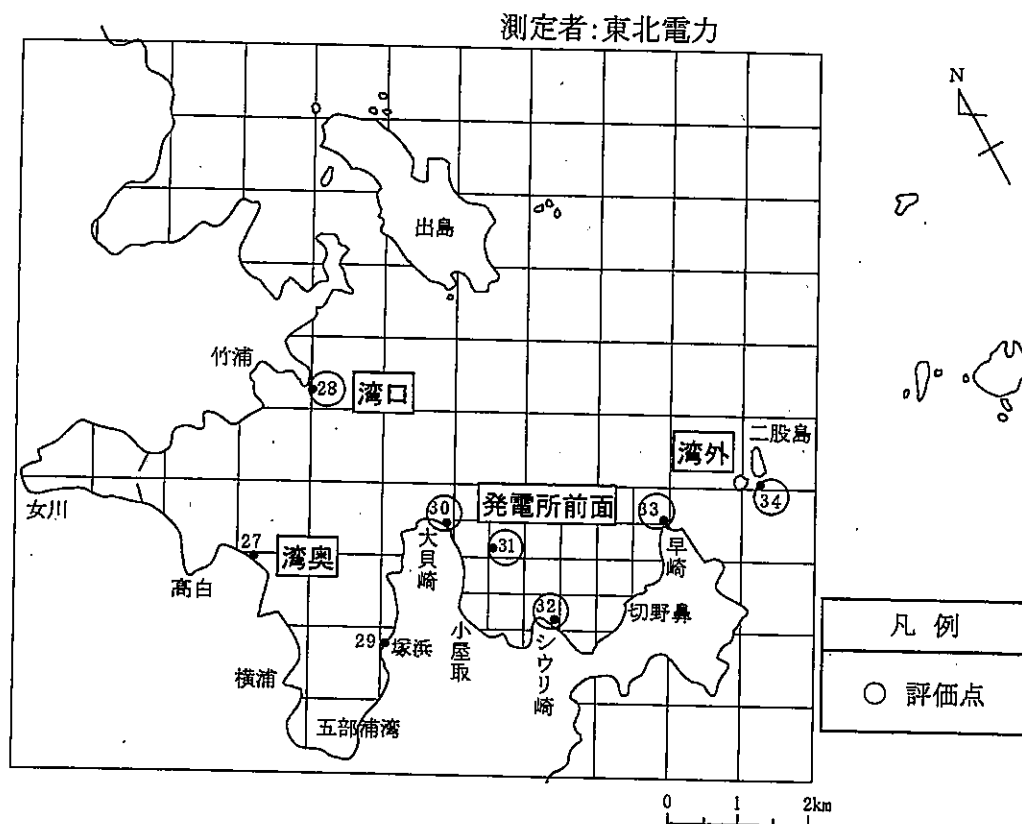 測定者:東北電力
N
出島
竹浦
28
湾口
二股島
湾外
女川
30
発電所前面
33
34
27
湾奥
大貝崎
31
早崎
高白
32
切野鼻
凡例
29
塚浜
小屋取
シウリ崎
横浦
○ 評価点
五部浦湾
0 1 2km